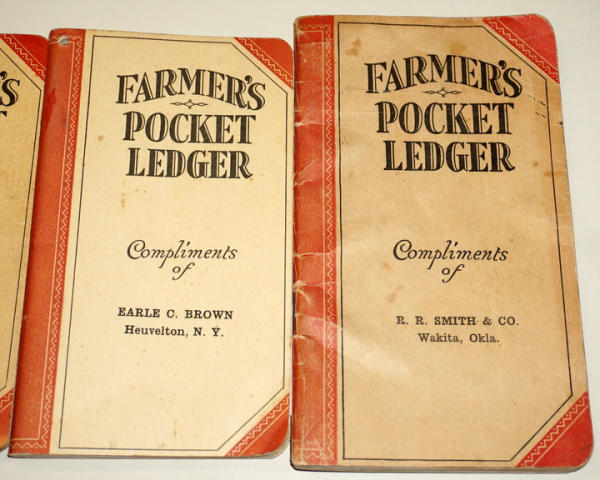 FARMER'S
POCKET
LEDGER
Compliments
of
EARLE C. BROWN
Heuvelton, N. Y.
FARMER'S
POCKET
LEDGER
Compliments
of
R. R. SMITH & CO.
Wakita, Okla.